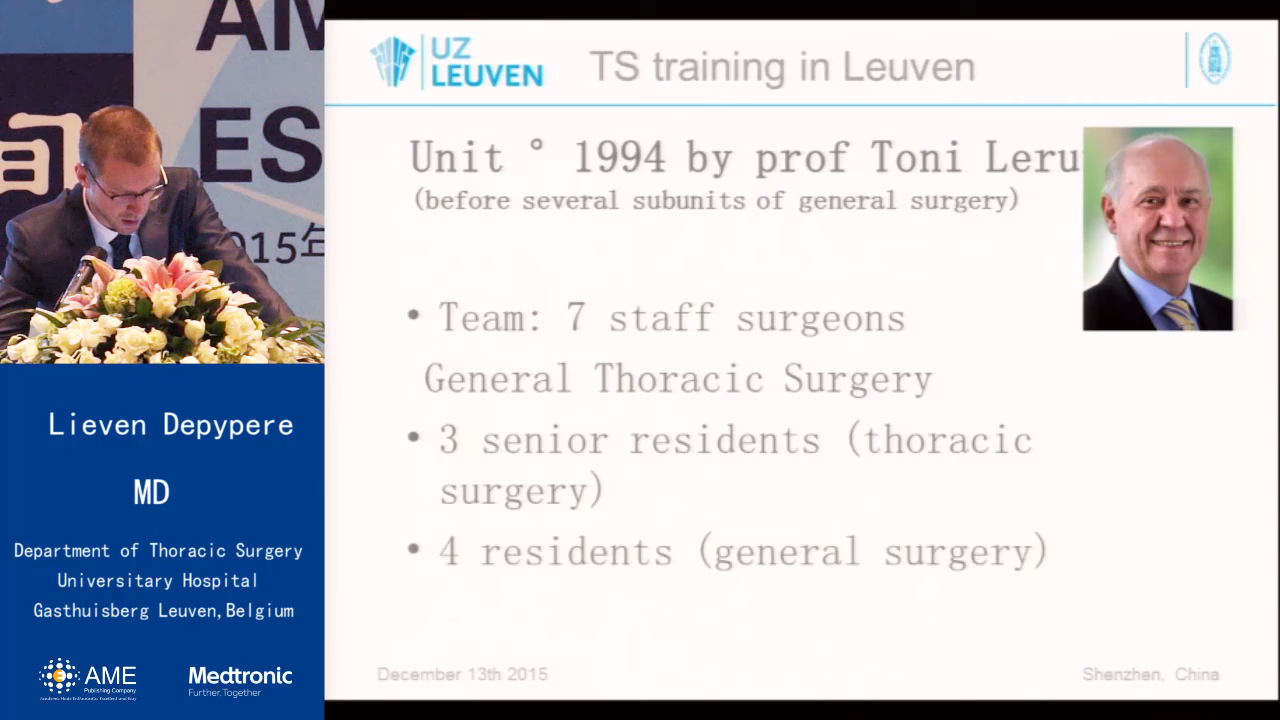 AM
ES
2015年
Lieven Depypere
MD
Department of Thoracic Surgery
Universitary Hospital
Gasthuisberg Leuven,Belgium
AME
Publishing Company
Medtronic
Further.Together
UZ
LEUVEN
TS training in Leuven
Unit ° 1994 by prof Toni Leru
(before several subunits of general surgery)
• Team: 7 staff surgeons
General Thoracic Surgery
• 3 senior residents (thoracic
surgery)
• 4 residents (general surgery)
December 13th 2015
Shenzhen, China